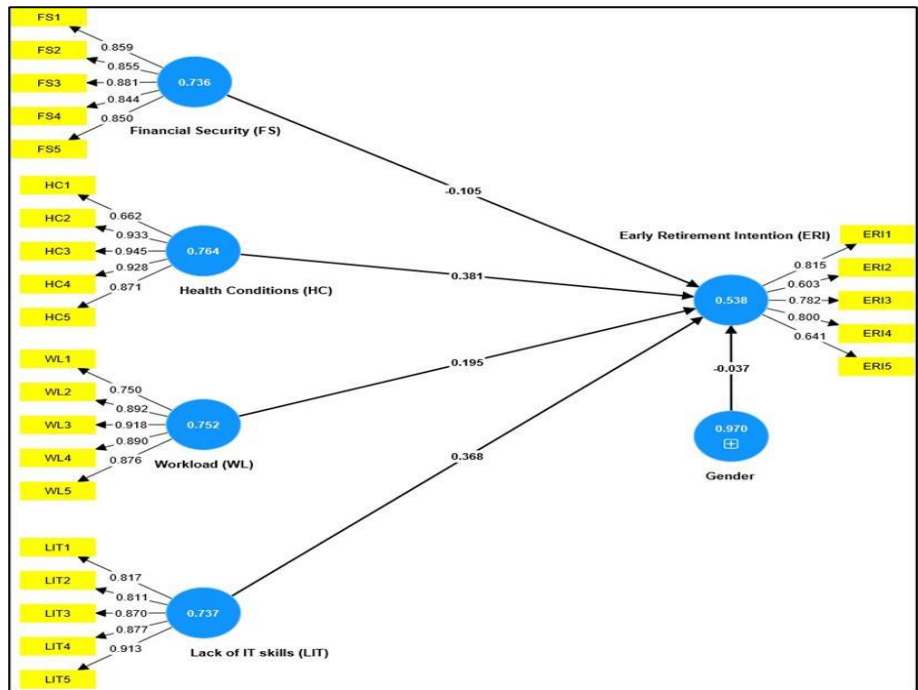 FS1
FS2
FS3
FS4
FS5
0.859
0.855
0.881
0.844
0.850
0.736
Financial Security (FS)
-0.105
HC1
HC2
HC3
HC4
HC5
0.662
0.933
0.945
0.928
0.871
0.764
Health Conditions (HC)
0.381
WL1
WL2
WL3
WL4
WL5
0.750
0.892
0.918
0.890
0.876
0.752
Workload (WL)
0.195
LIT1
LIT2
LIT3
LIT4
LIT5
0.817
0.811
0.870
0.877
0.913
0.737
Lack of IT skills (LIT)
0.368
Early Retirement Intention (ERI)
0.538
0.815
0.603
0.782
0.800
0.641
ERI1
ERI2
ERI3
ERI4
ERI5
-0.037
0.970
Gender